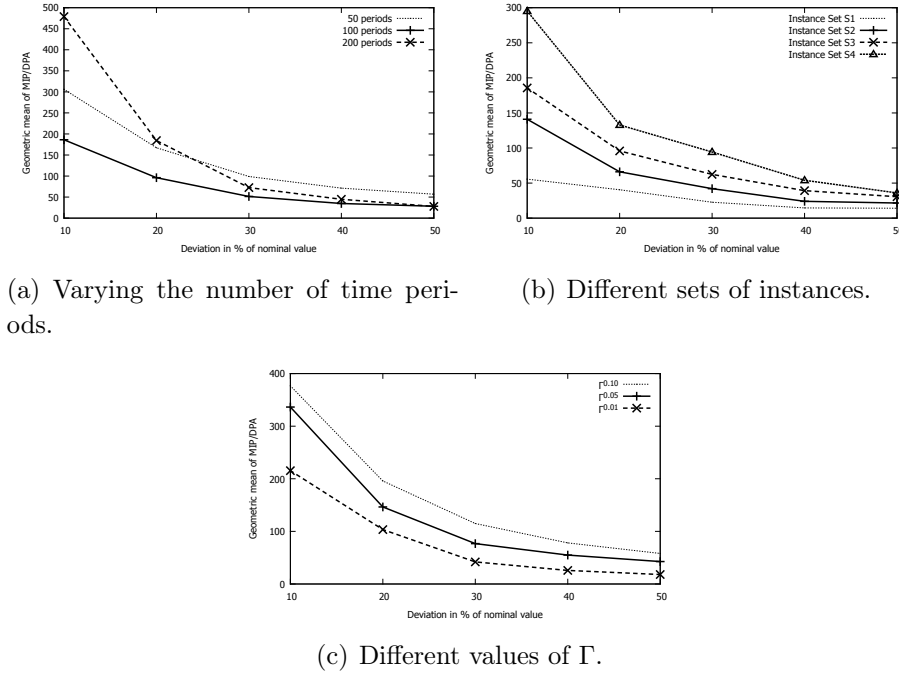 500
450
400
350
300
250
200
150
100
50
0
Geometric mean of MIP/DPA
50 periods
100 periods
200 periods
10 20 30 40 50
Deviation in % of nominal value
(a) Varying the number of time peri-
ods.
300
250
200
150
100
50
0
Geometric mean of MIP/DPA
Instance Set S1
Instance Set S2
Instance Set S3
Instance Set S4
10 20 30 40 50
Deviation in % of nominal value
(b) Different sets of instances.
400
300
200
100
0
Geometric mean of MIP/DPA
Γ0.10
Γ0.05
Γ0.01
10 20 30 40 50
Deviation in % of nominal value
(c) Different values of Γ.